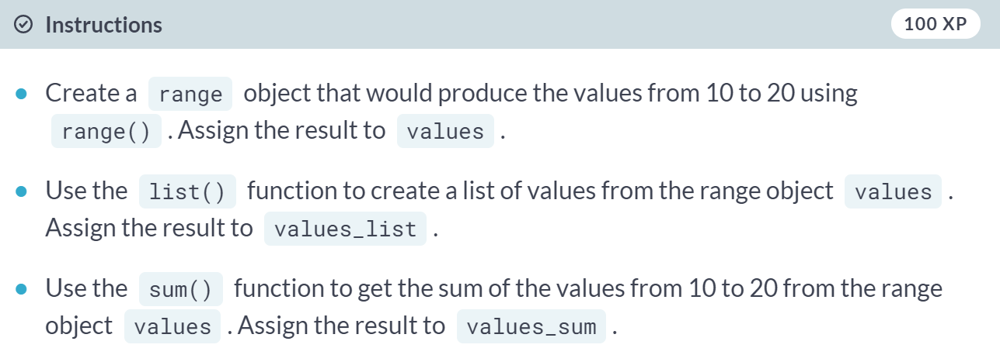 Instructions 100 XP
Create a range object that would produce the values from 10 to 20 using
range() . Assign the result to values .
Use the list() function to create a list of values from the range object values .
Assign the result to values_list .
Use the sum() function to get the sum of the values from 10 to 20 from the range
object values . Assign the result to values_sum .